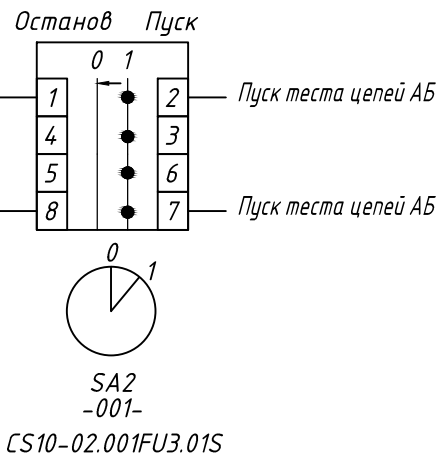 Останов Пуск
0 1
1 2 Пуск теста цепей АБ
4 3
5 6
8 7 Пуск теста цепей АБ
0
1
SA2
-001-
CS10-02.001FU3.01S